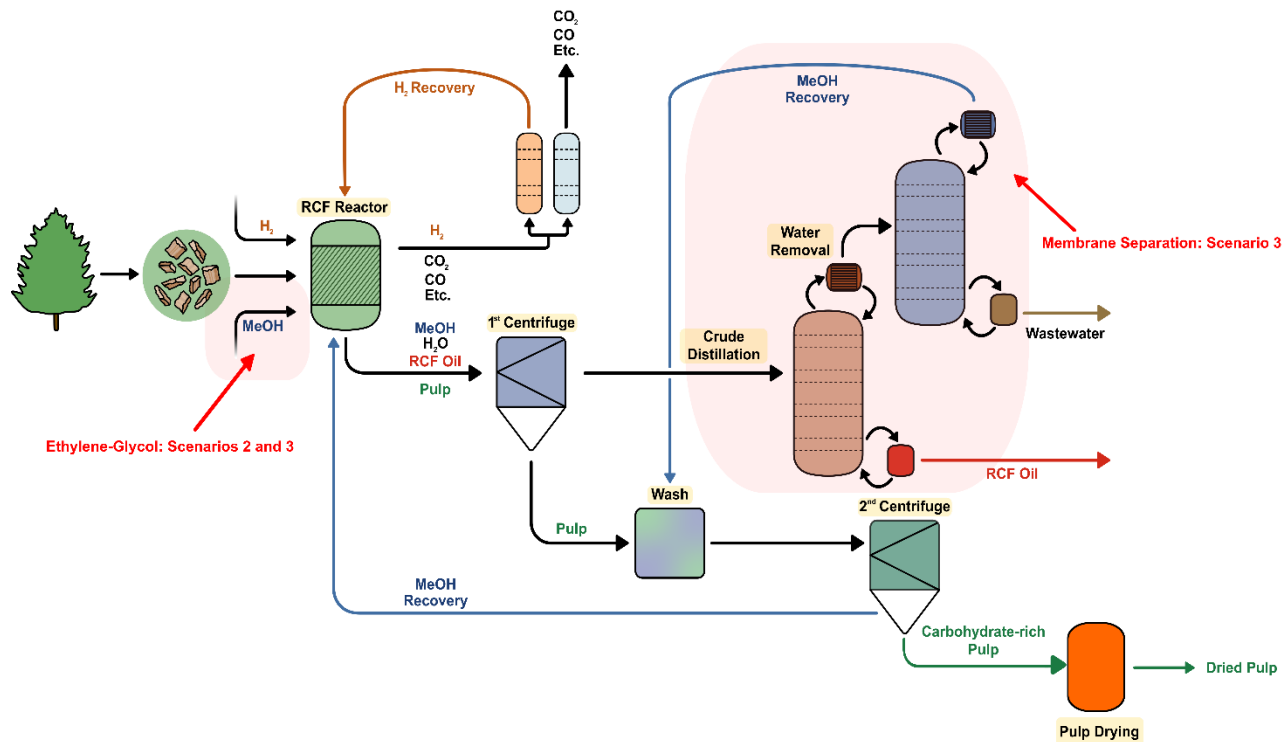 CO₂
CO
Etc.
H₂ Recovery
MeOH
Recovery
RCF Reactor
H₂
H₂
CO₂
CO
Etc.
MeOH
Water
Removal
Membrane Separation: Scenario 3
Wastewater
MeOH
H₂O
RCF Oil
Pulp
1st Centrifuge
Crude
Distillation
Ethylene-Glycol: Scenarios 2 and 3
RCF Oil
Wash
2nd Centrifuge
Pulp
MeOH
Recovery
Carbohydrate-rich
Pulp
Dried Pulp
Pulp Drying